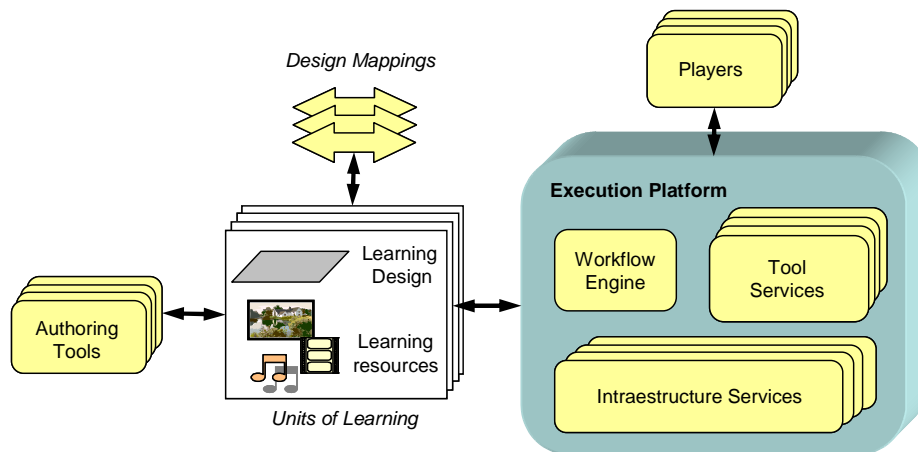 Design Mappings
Players
Execution Platform
Workflow
Engine
Tool
Services
Intraestructure Services
Learning
Design
Learning
resources
Units of Learning
Authoring
Tools